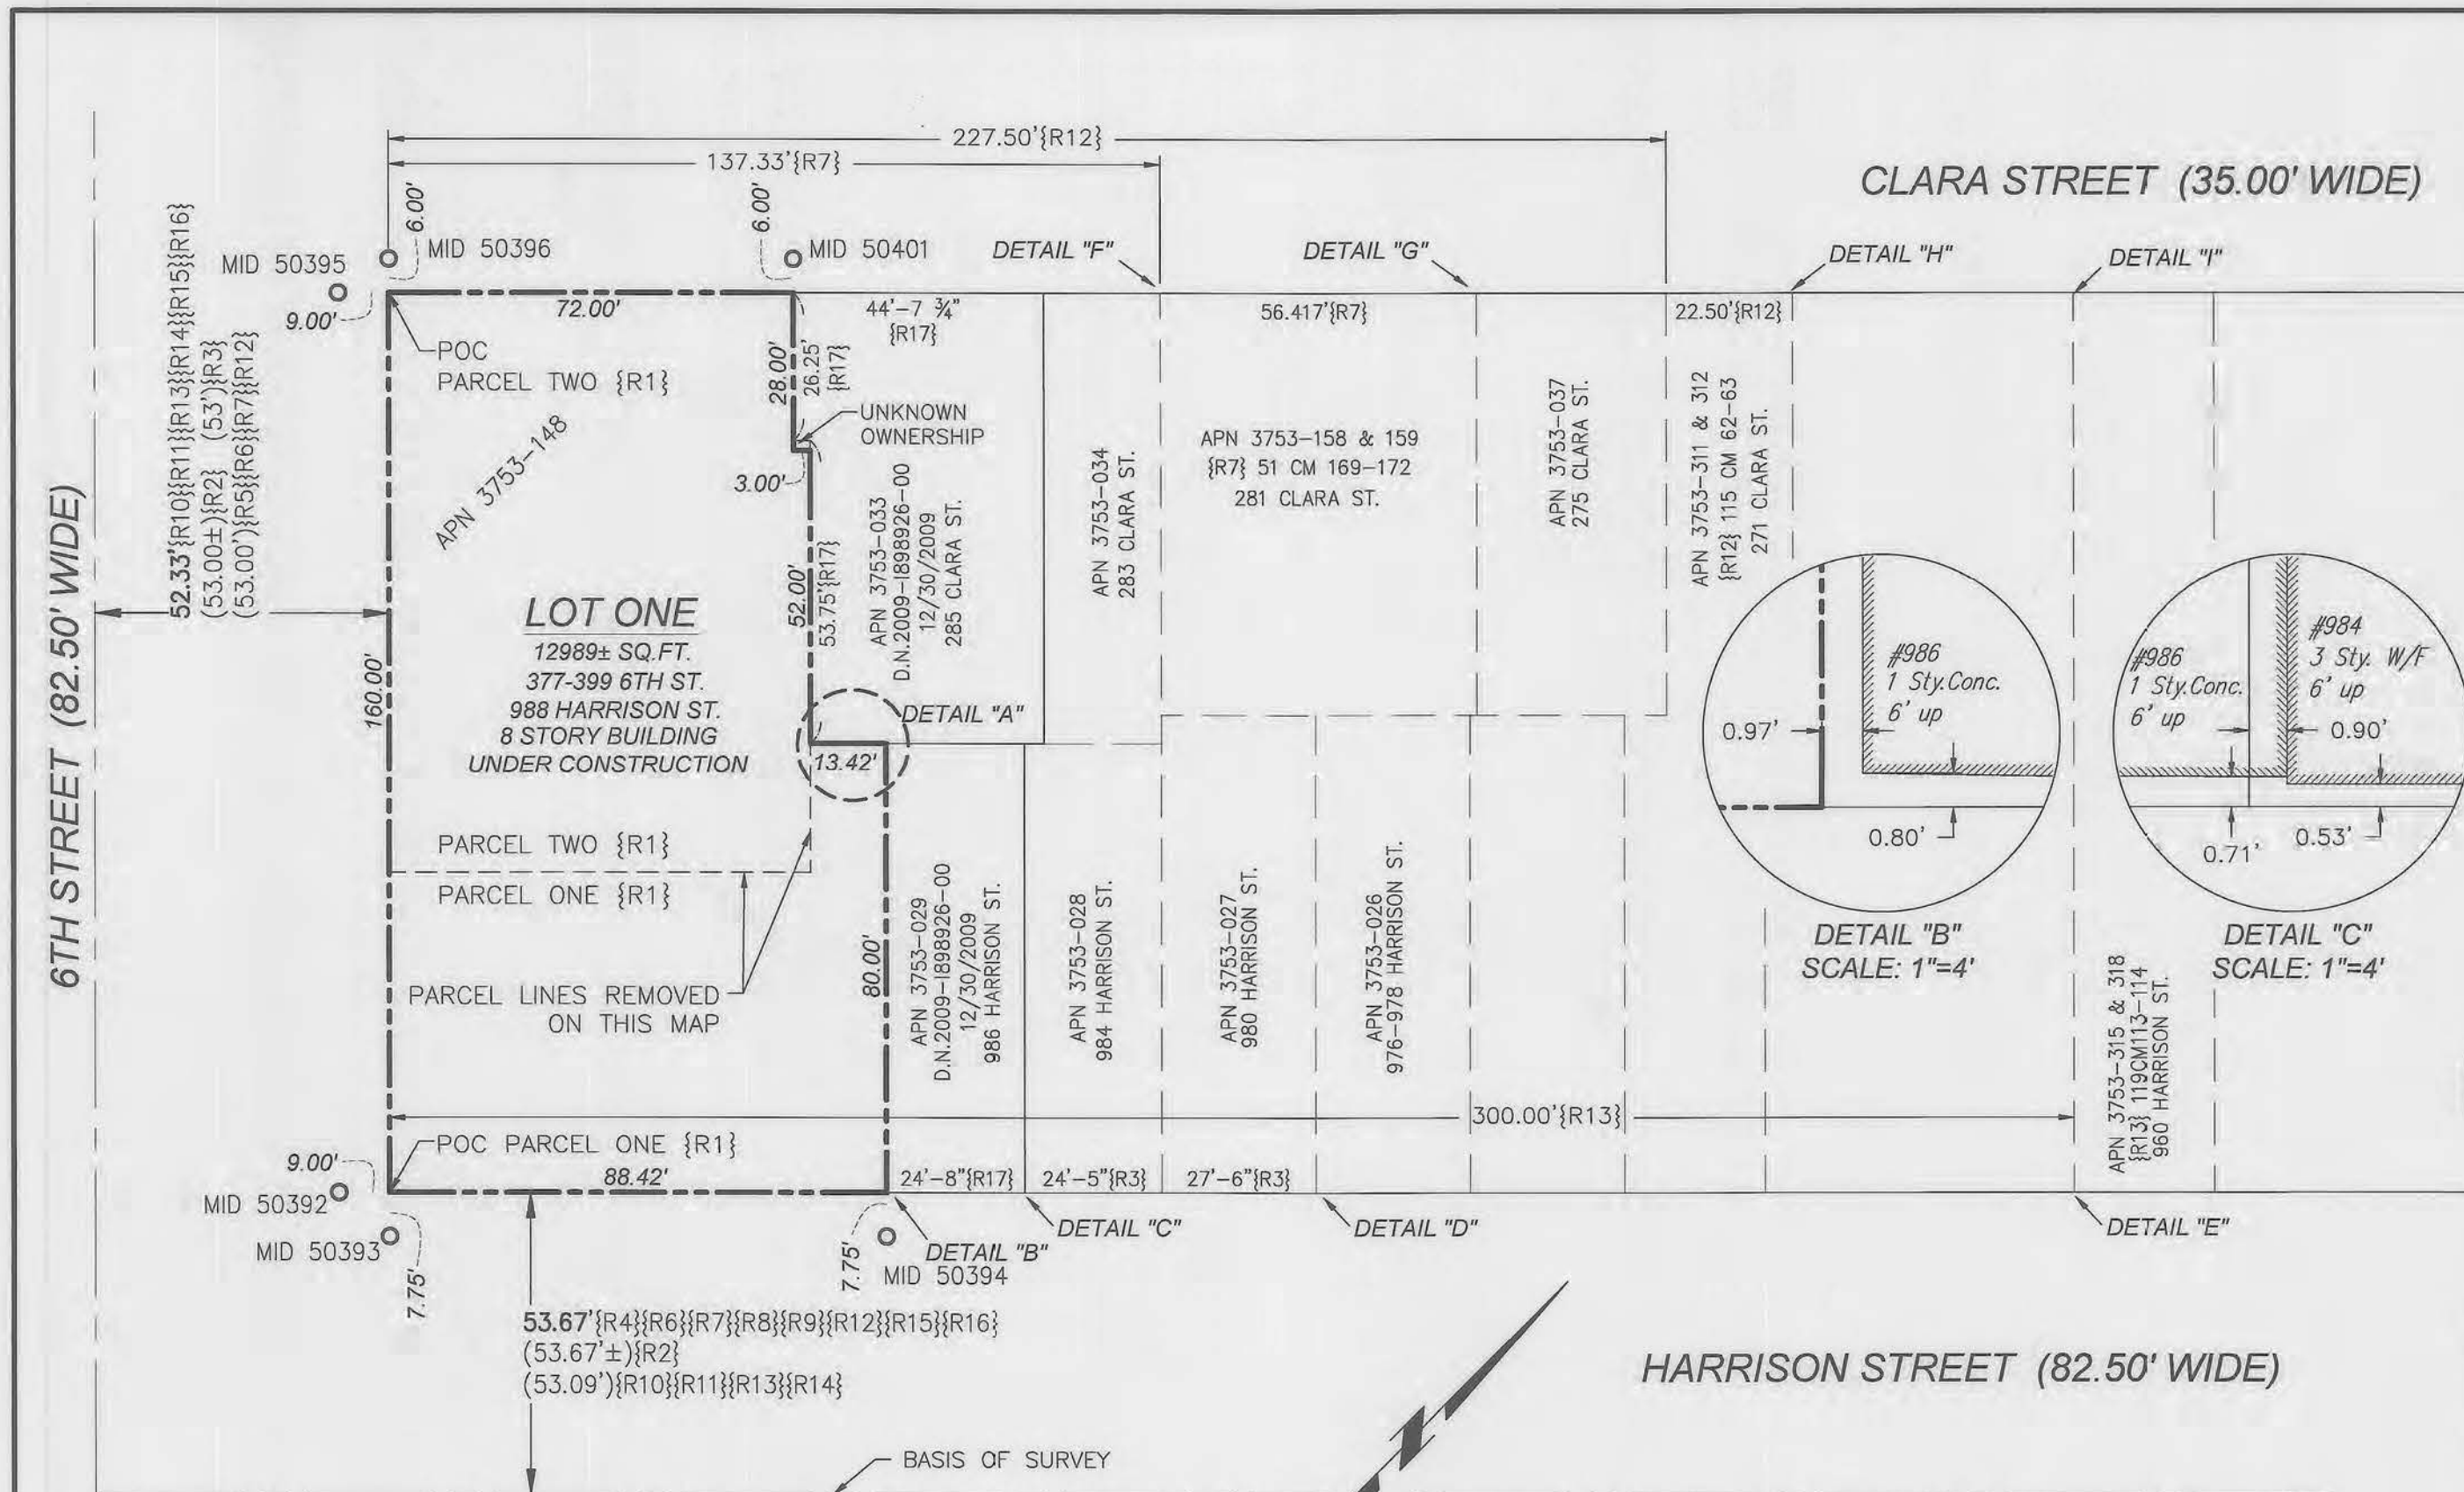 227.50'{R12}
137.33'{R7}
CLARA STREET (35.00' WIDE)
6.00'
6.00'
MID 50395
MID 50396
MID 50401
DETAIL "F"
DETAIL "G"
DETAIL "H"
DETAIL "I"
9.00'
72.00'
44'-7 ¾"
{R17}
56.417'{R7}
22.50'{R12}
52.33'{R10}{R11}{R13}{R14}{R15}{R16}
(53.00±){R2} (53'){R3}
(53.00'){R5}{R6}{R7}{R12}
POC
PARCEL TWO {R1}
28.00'
26.25'
{R17}
UNKNOWN
OWNERSHIP
3.00'
APN 3753-148
6TH STREET (82.50' WIDE)
160.00'
LOT ONE
12989± SQ.FT.
377-399 6TH ST.
988 HARRISON ST.
8 STORY BUILDING
UNDER CONSTRUCTION
52.00'
53.75'{R17}
APN 3753-033
D.N.2009-I898926-00
12/30/2009
285 CLARA ST.
APN 3753-034
283 CLARA ST.
APN 3753-158 & 159
{R7} 51 CM 169-172
281 CLARA ST.
APN 3753-037
275 CLARA ST.
APN 3753-311 & 312
{R12} 115 CM 62-63
271 CLARA ST.
DETAIL "A"
13.42'
#986
1 Sty.Conc.
6' up
0.97'
0.80'
DETAIL "B"
SCALE: 1"=4'
#986
1 Sty.Conc.
6' up
#984
3 Sty. W/F
6' up
0.90'
0.71'
0.53'
DETAIL "C"
SCALE: 1"=4'
PARCEL TWO {R1}
PARCEL ONE {R1}
PARCEL LINES REMOVED
ON THIS MAP
80.00'
APN 3753-029
D.N.2009-I898926-00
12/30/2009
986 HARRISON ST.
APN 3753-028
984 HARRISON ST.
APN 3753-027
980 HARRISON ST.
APN 3753-026
976-978 HARRISON ST.
APN 3753-315 & 318
{R13} 119CM113-114
960 HARRISON ST.
300.00'{R13}
POC PARCEL ONE {R1}
9.00'
88.42'
24'-8"{R17}
24'-5"{R3}
27'-6"{R3}
MID 50392
MID 50393
7.75'
7.75'
DETAIL "B"
MID 50394
DETAIL "C"
DETAIL "D"
DETAIL "E"
53.67'{R4}{R6}{R7}{R8}{R9}{R12}{R15}{R16}
(53.67'±){R2}
(53.09'){R10}{R11}{R13}{R14}
HARRISON STREET (82.50' WIDE)
BASIS OF SURVEY